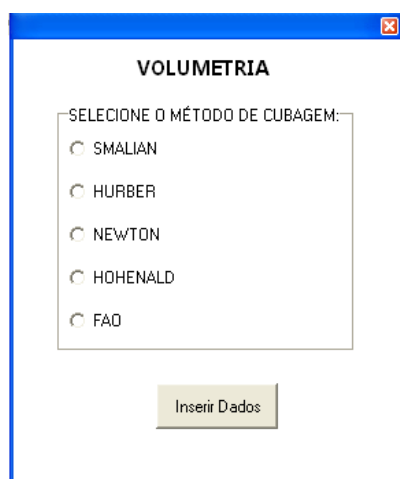 VOLUMETRIA
SELECIONE O MÉTODO DE CUBAGEM:
SMALIAN
HURBER
NEWTON
HOHENALD
FAO
Inserir Dados